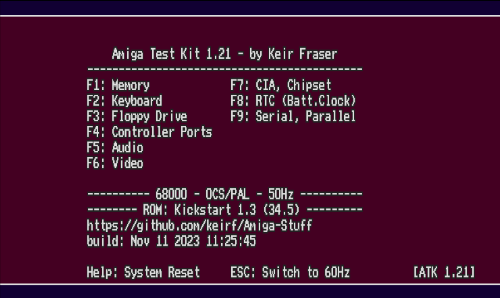 Amiga Test Kit 1.21 - by Keir Fraser
--------------------------------------------
F1: Memory F7: CIA, Chipset
F2: Keyboard F8: RTC (Batt.Clock)
F3: Floppy Drive F9: Serial, Parallel
F4: Controller Ports
F5: Audio
F6: Video
---------- 68000 - OCS/PAL - 50Hz ----------
-------- ROM: Kickstart 1.3 (34.5) ---------
https://github.com/keirf/Amiga-Stuff
build: Nov 11 2023 11:25:45
Help: System Reset ESC: Switch to 60Hz [ATK 1.21]